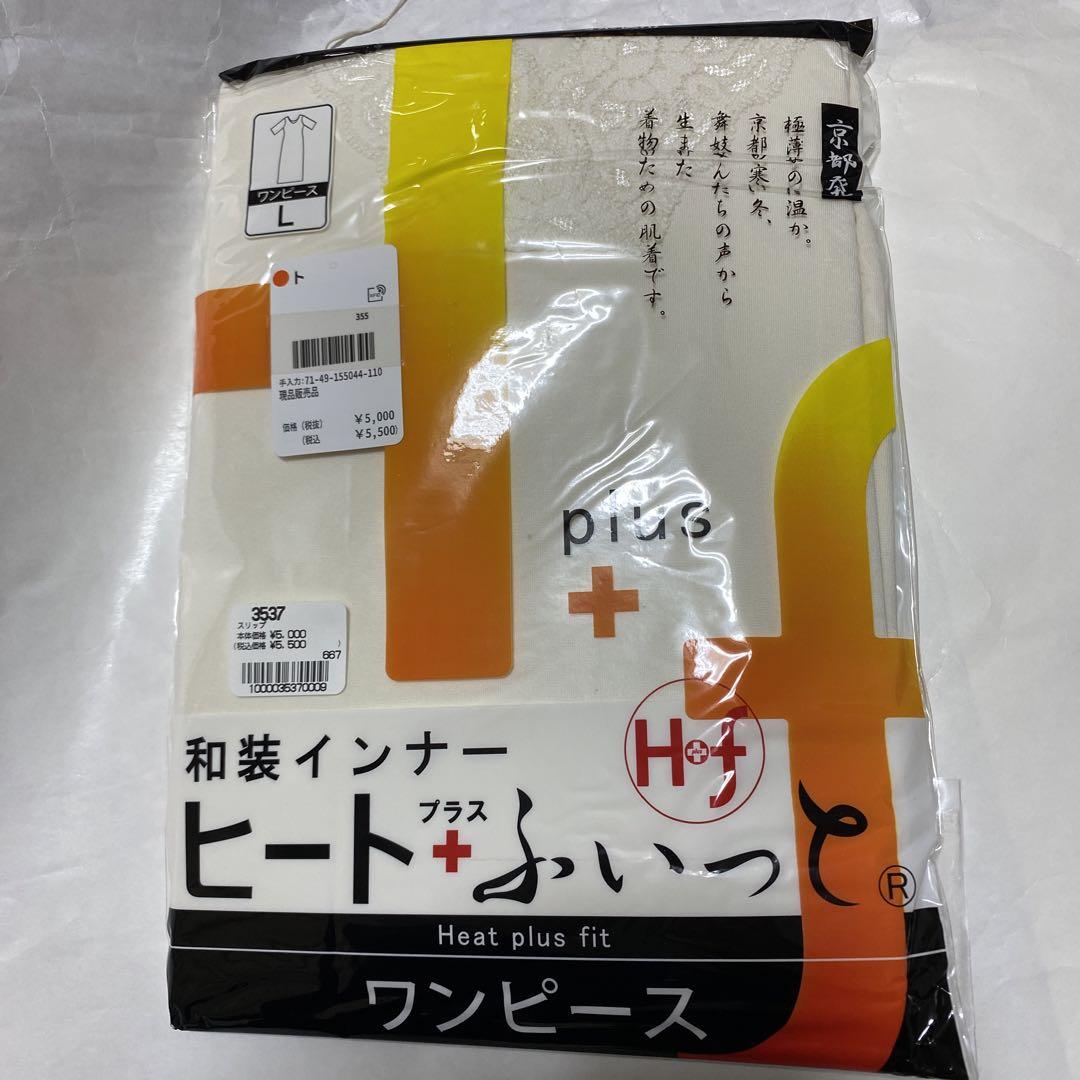 ワンピース
L
京都発
極薄なのに温か。
京都の寒い冬、
舞妓さんたちの声から
生まれた
着物のための肌着です。
ト
355
手入力:71-49-155044-110
現品販売品
価格(税抜) ¥5,000
(税込 ¥5,500)
plus
3537
スリップ
本体価格 ¥5,000
(税込価格 ¥5,500 )
667
1000035370009
H+f
和装インナー
プラス
ヒート+ふぃっと®
Heat plus fit
ワンピース